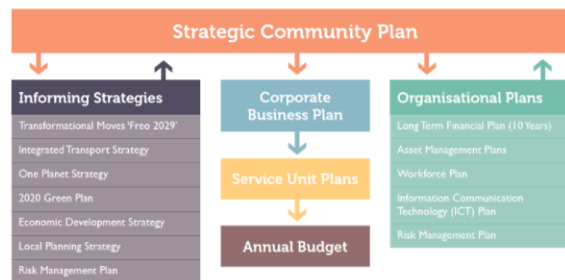 Strategic Community Plan
Informing Strategies
Transformational Moves 'Freo 2029'
Integrated Transport Strategy
One Planet Strategy
2020 Green Plan
Economic Development Strategy
Local Planning Strategy
Risk Management Plan
Corporate
Business Plan
Service Unit Plans
Annual Budget
Organisational Plans
Long Term Financial Plan (10 Years)
Asset Management Plans
Workforce Plan
Information Communication
Technology (ICT) Plan
Risk Management Plan